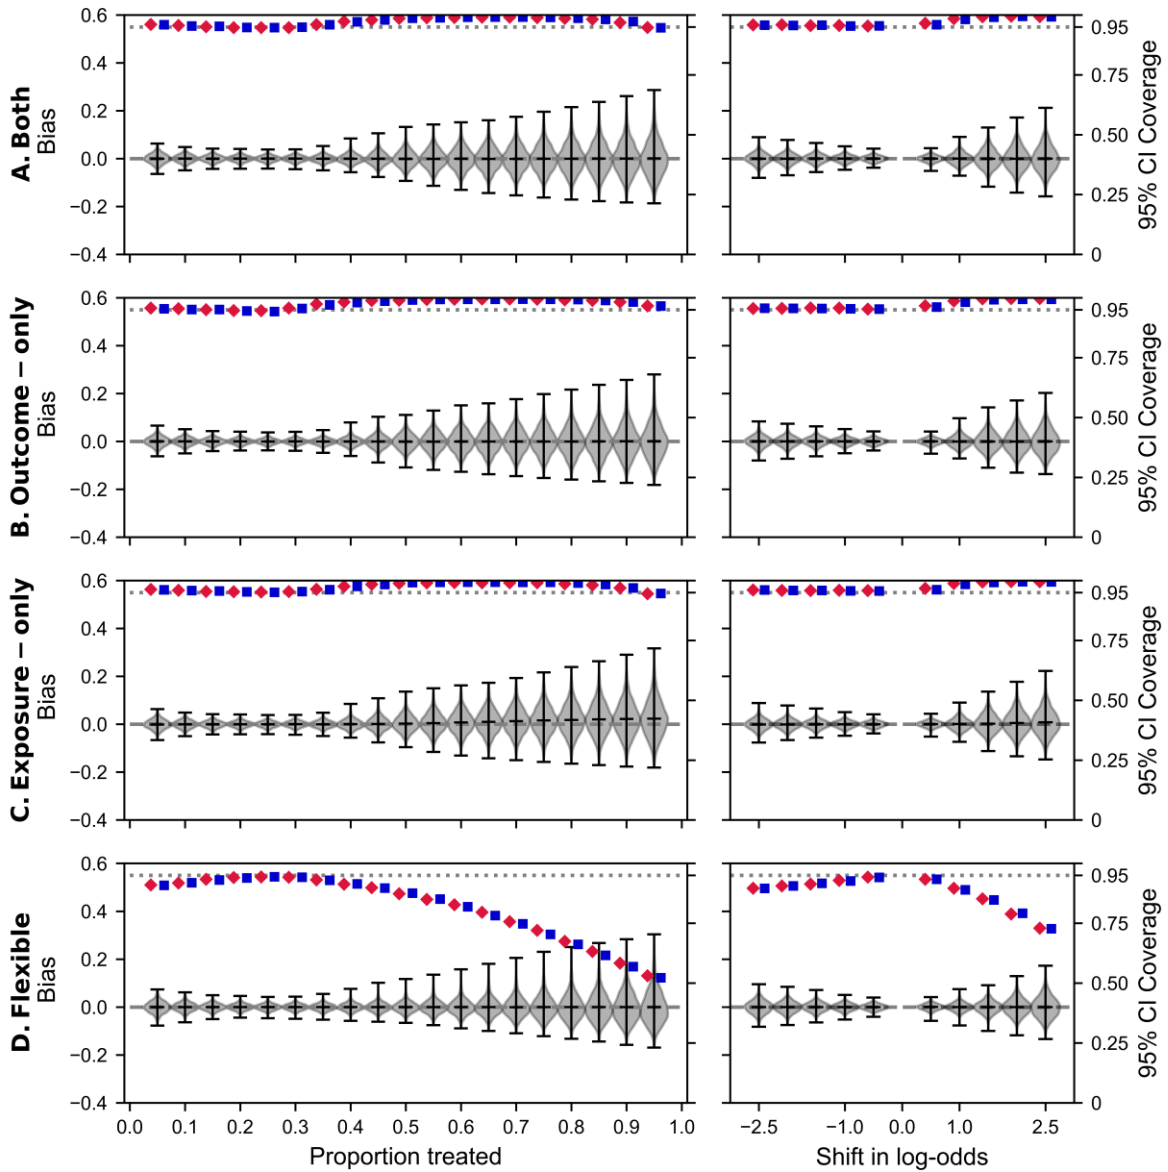 A. Both
Bias
0.6
0.4
0.2
0.0
−0.2
−0.4
0.95
0.75
0.50
0.25
0
95% CI Coverage
B. Outcome − only
Bias
0.6
0.4
0.2
0.0
−0.2
−0.4
0.95
0.75
0.50
0.25
0
95% CI Coverage
C. Exposure − only
Bias
0.6
0.4
0.2
0.0
−0.2
−0.4
0.95
0.75
0.50
0.25
0
95% CI Coverage
D. Flexible
Bias
0.6
0.4
0.2
0.0
−0.2
−0.4
0.95
0.75
0.50
0.25
0
95% CI Coverage
0.0 0.1 0.2 0.3 0.4 0.5 0.6 0.7 0.8 0.9 1.0
Proportion treated
−2.5 −1.0 0.0 1.0 2.5
Shift in log-odds